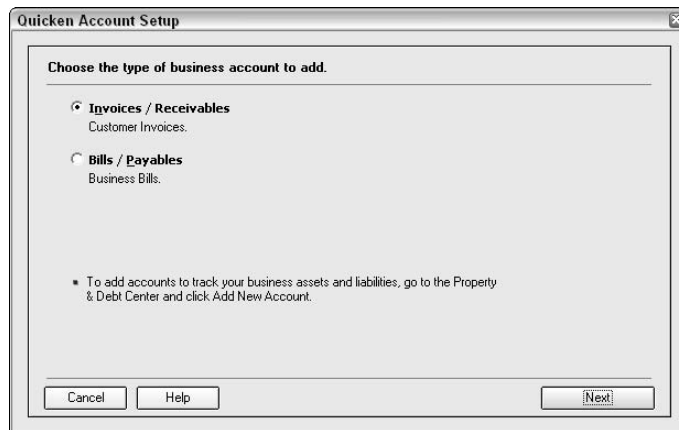 Quicken Account Setup
Choose the type of business account to add.
Invoices / Receivables
Customer Invoices.
Bills / Payables
Business Bills.
▪ To add accounts to track your business assets and liabilities, go to the Property
& Debt Center and click Add New Account.
Cancel Help Next